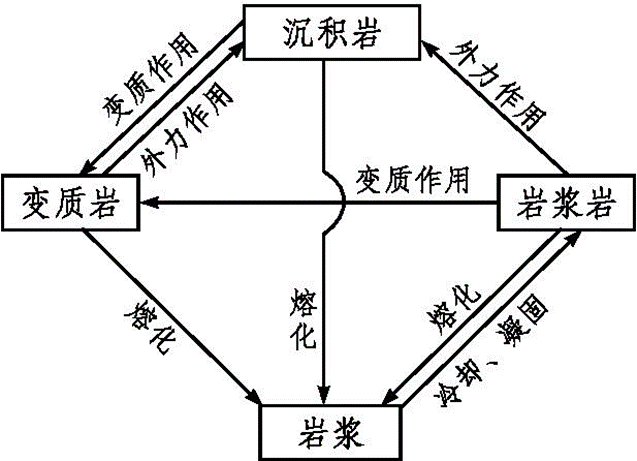 沉积岩
变质作用
外力作用
外力作用
变质岩
变质作用
岩浆岩
熔化
熔化
熔化
冷却、凝固
岩浆